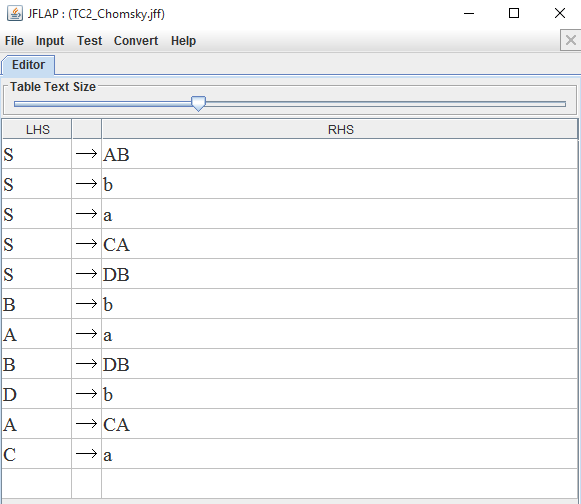 JFLAP : (TC2_Chomsky.jff)
File Input Test Convert Help
Editor
Table Text Size
LHS RHS
S → AB
S → b
S → a
S → CA
S → DB
B → b
A → a
B → DB
D → b
A → CA
C → a